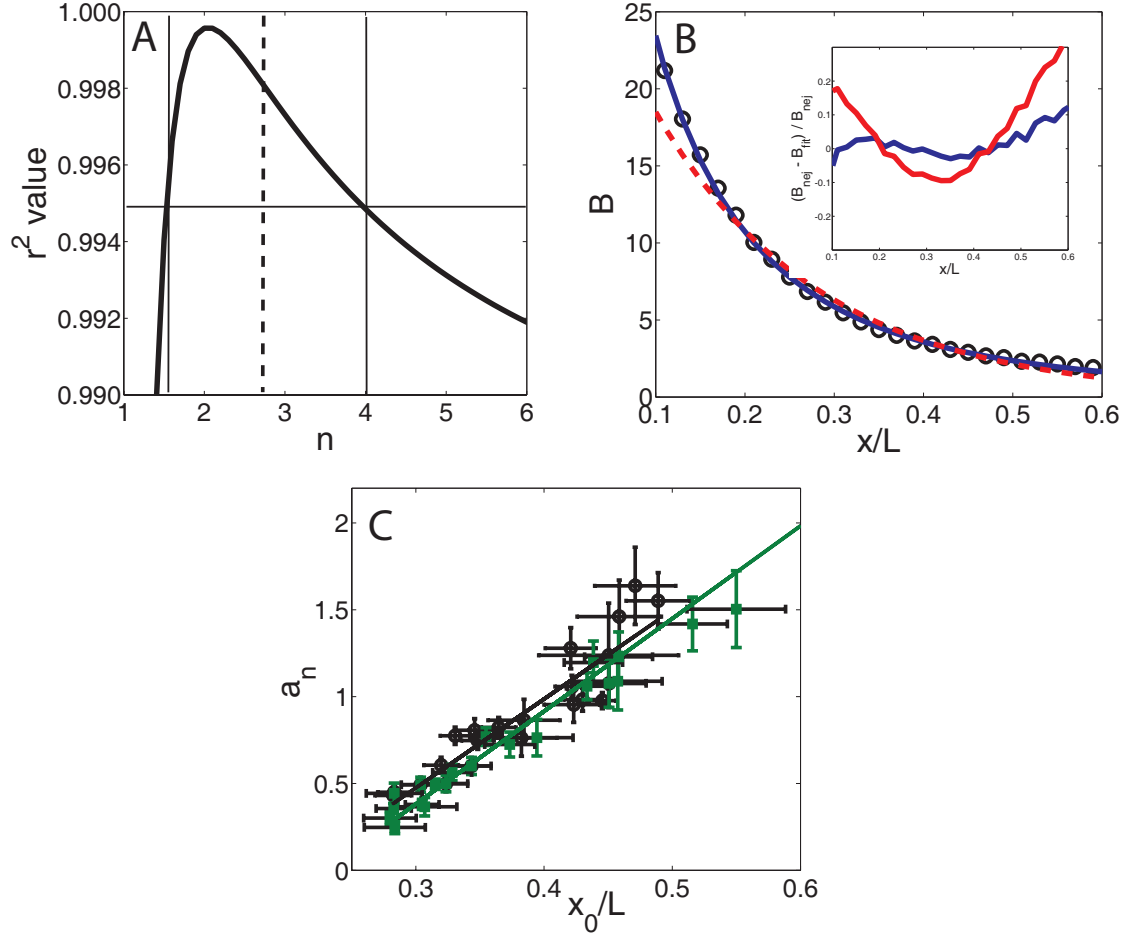 A
r² value
1.000
0.998
0.996
0.994
0.992
0.990
1 2 3 4 5 6
n
B
B
25
20
15
10
5
0
0.1 0.2 0.3 0.4 0.5 0.6
x/L
(B_nej - B_fit) / B_nej
0.2
0.1
0
-0.1
-0.2
0.1 0.2 0.3 0.4 0.5 0.6
x/L
C
a_n
2
1.5
1
0.5
0
0.3 0.4 0.5 0.6
x_0/L